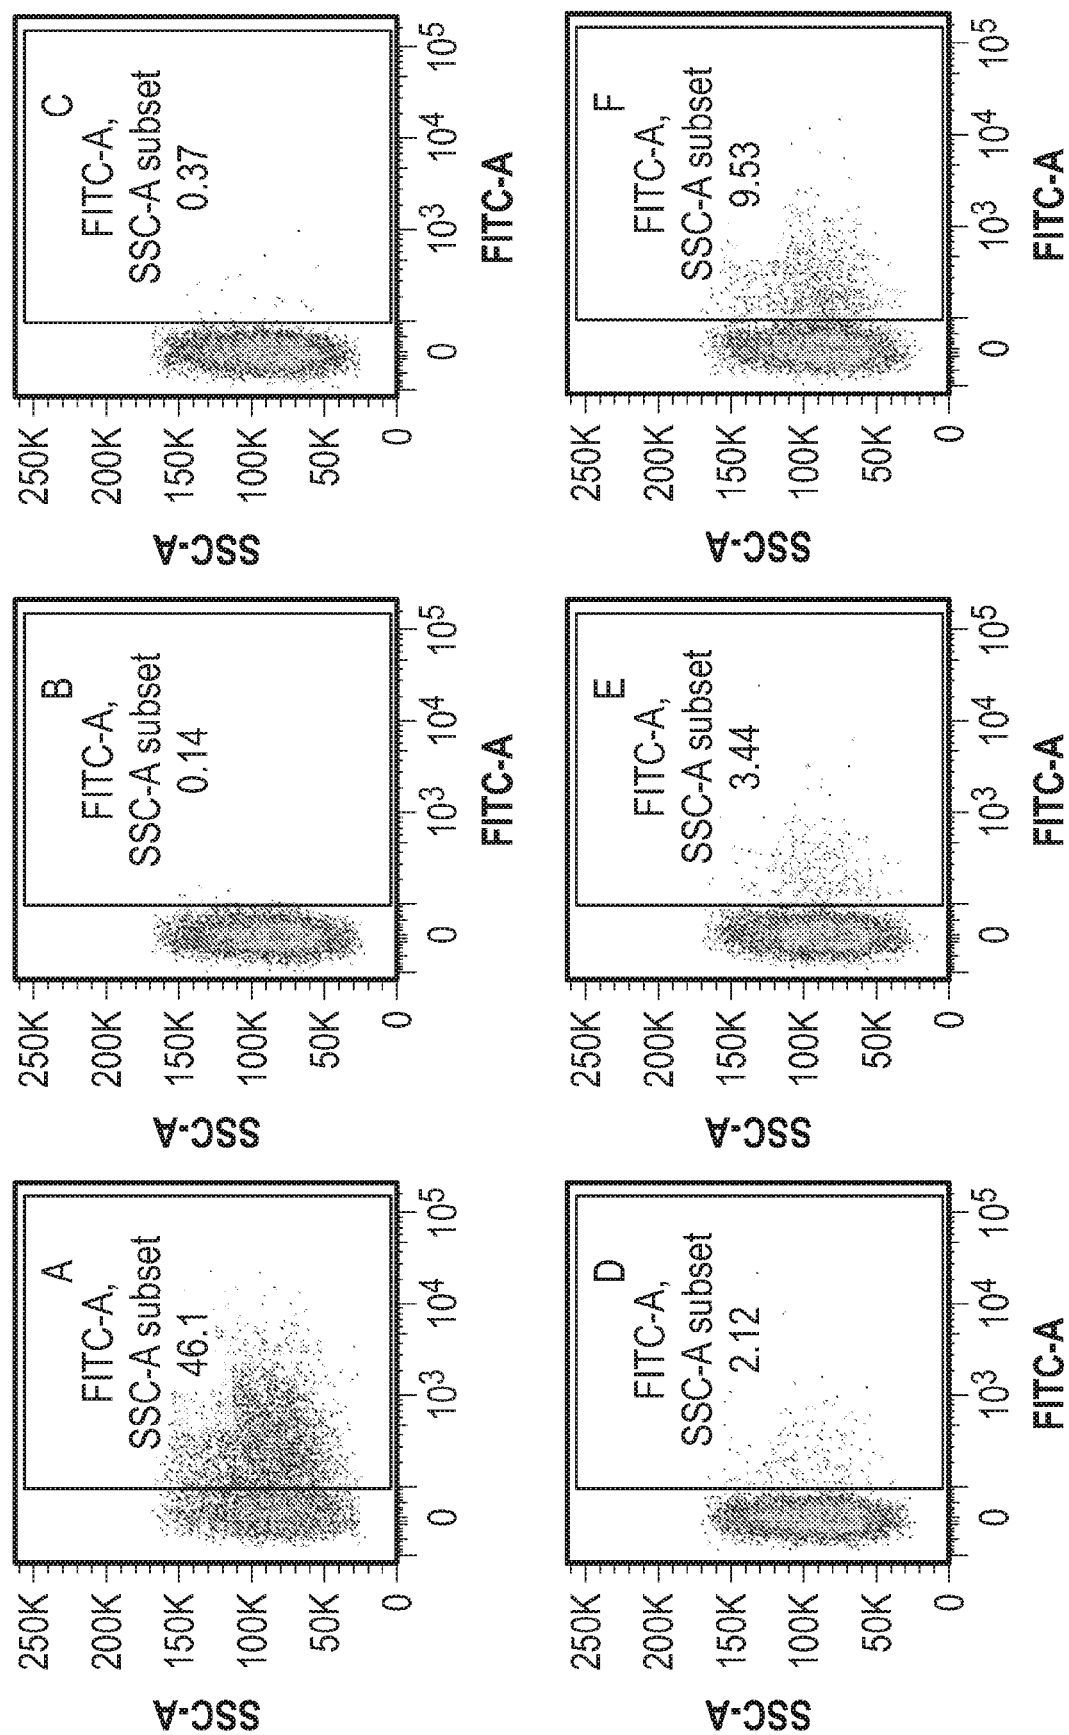 A
FITC-A,
SSC-A subset
46.1
250K
200K
150K
100K
50K
0
SSC-A
0
10³
10⁴
10⁵
FITC-A
B
FITC-A,
SSC-A subset
0.14
250K
200K
150K
100K
50K
0
SSC-A
0
10³
10⁴
10⁵
FITC-A
C
FITC-A,
SSC-A subset
0.37
250K
200K
150K
100K
50K
0
SSC-A
0
10³
10⁴
10⁵
FITC-A
D
FITC-A,
SSC-A subset
2.12
250K
200K
150K
100K
50K
0
SSC-A
0
10³
10⁴
10⁵
FITC-A
E
FITC-A,
SSC-A subset
3.44
250K
200K
150K
100K
50K
0
SSC-A
0
10³
10⁴
10⁵
FITC-A
F
FITC-A,
SSC-A subset
9.53
250K
200K
150K
100K
50K
0
SSC-A
0
10³
10⁴
10⁵
FITC-A